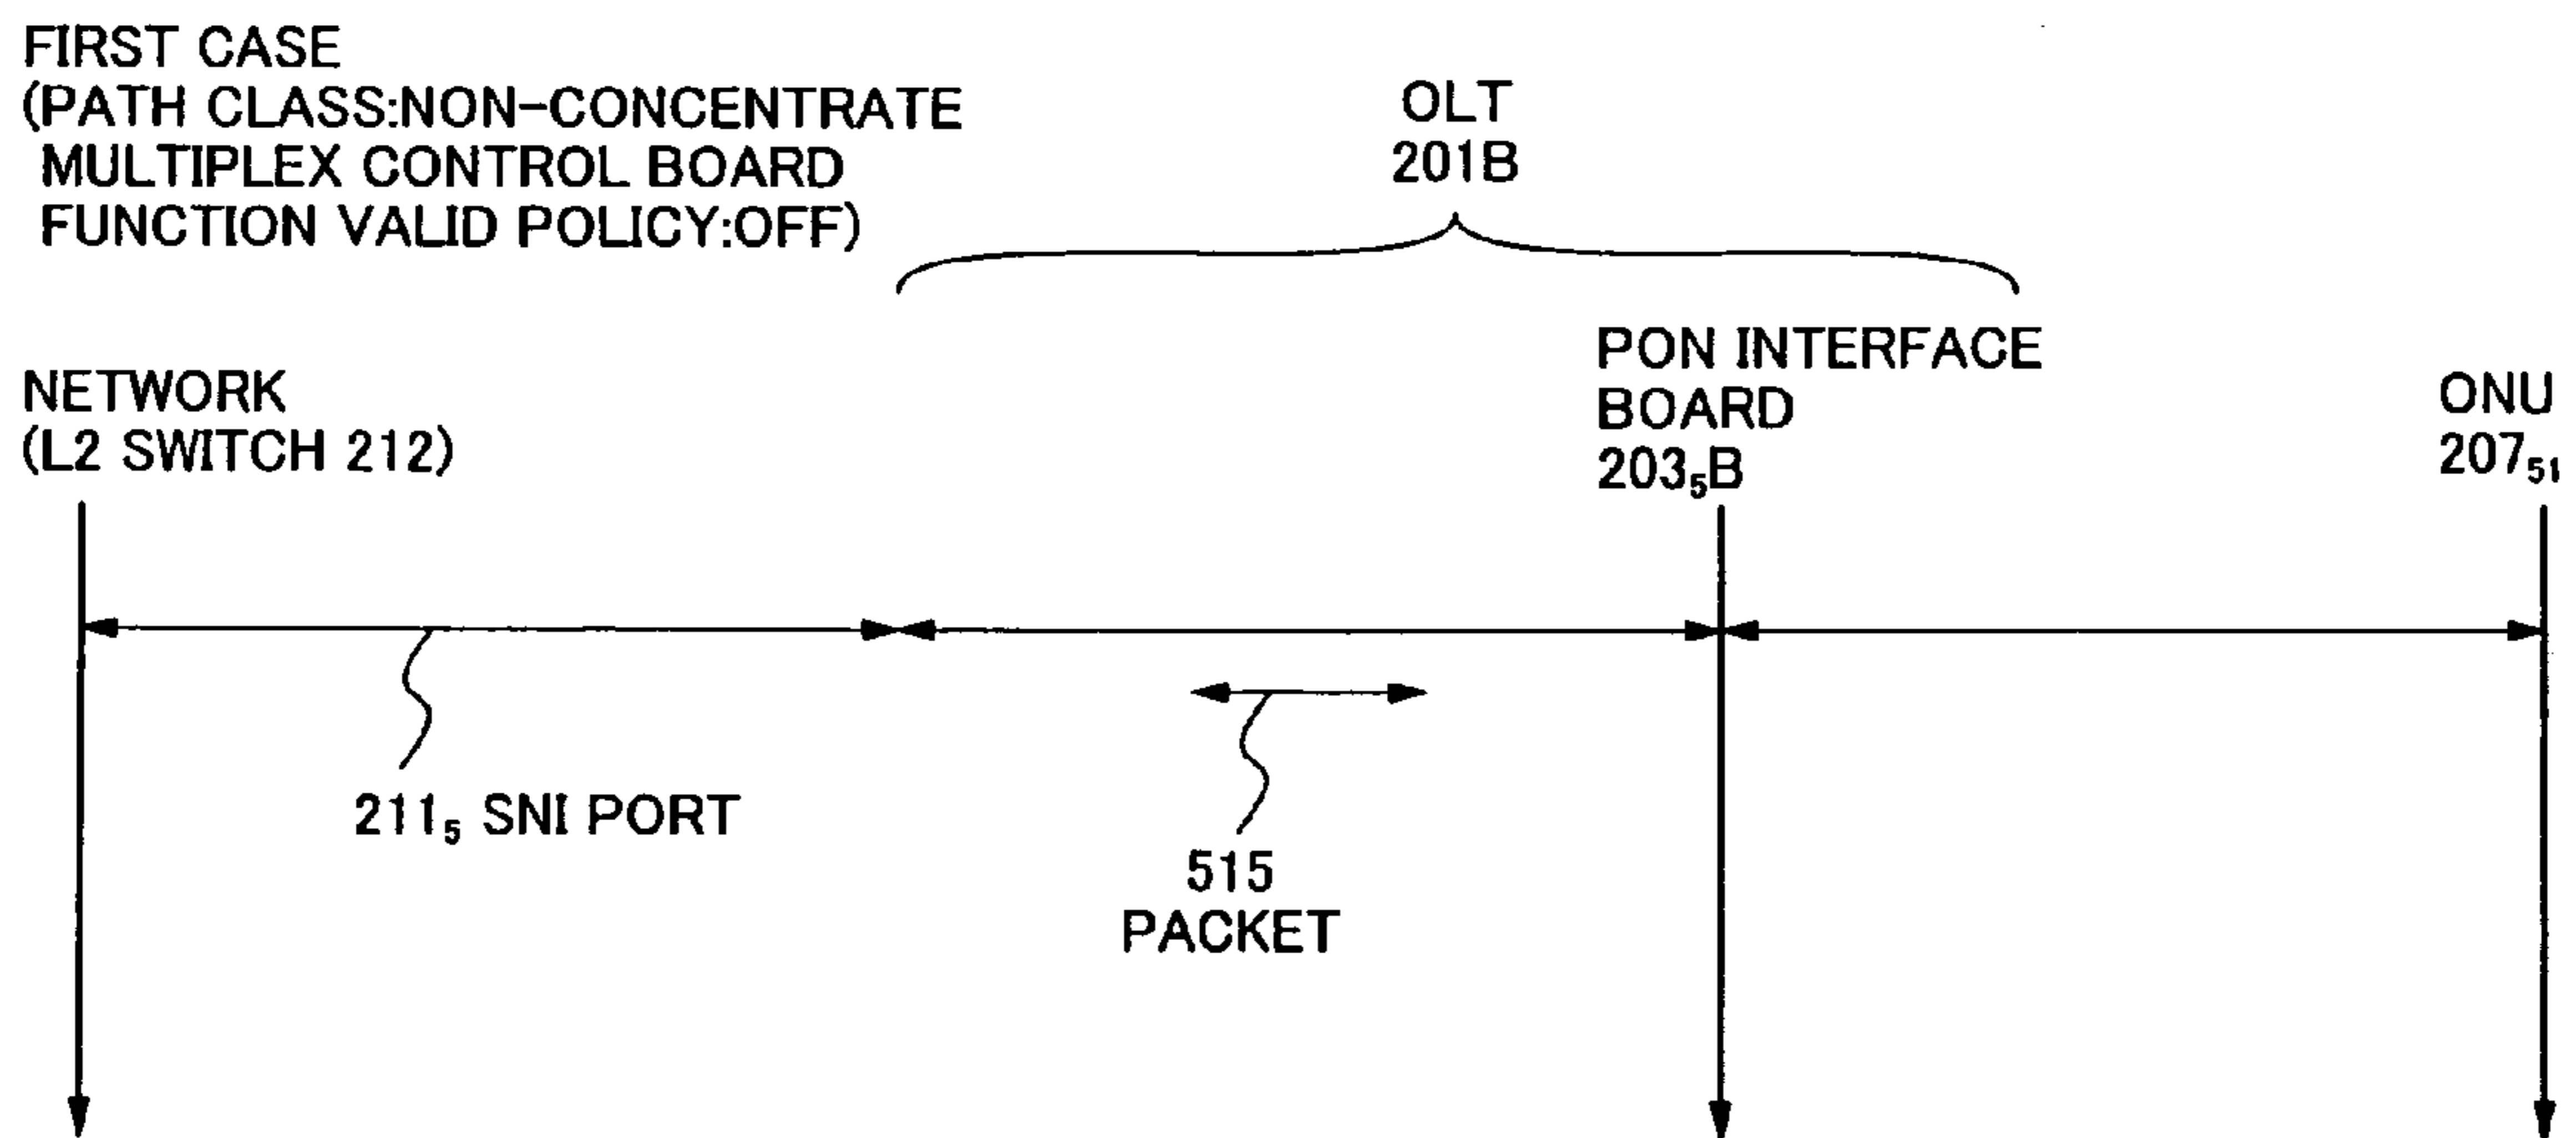 FIRST CASE
(PATH CLASS:NON-CONCENTRATE
MULTIPLEX CONTROL BOARD
FUNCTION VALID POLICY:OFF)
OLT
201B
NETWORK
(L2 SWITCH 212)
PON INTERFACE
BOARD
203₅B
ONU
207₅₁
211₅ SNI PORT
515
PACKET